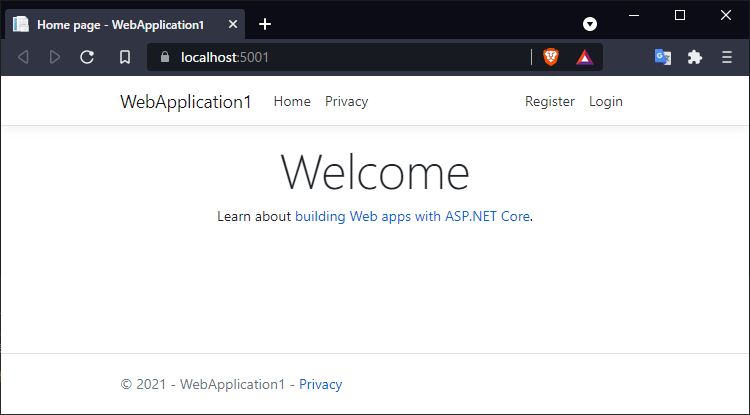 Home page - WebApplication1
localhost:5001
WebApplication1 Home Privacy Register Login
Welcome
Learn about building Web apps with ASP.NET Core.
© 2021 - WebApplication1 - Privacy